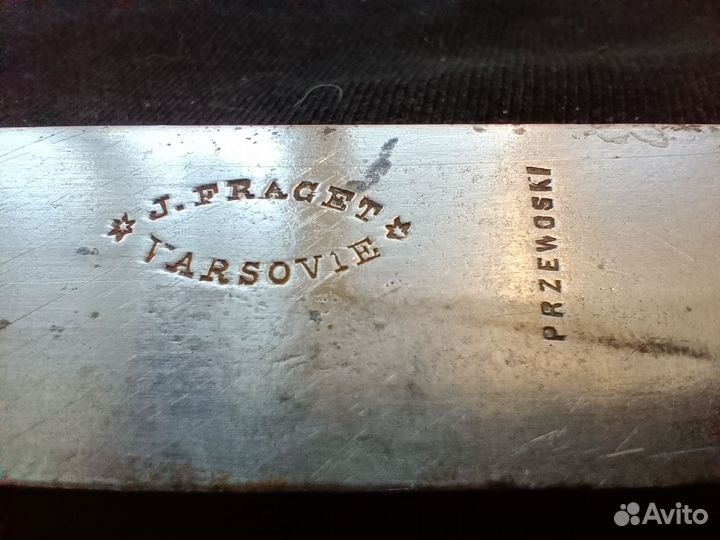 J. FRAGET
VARSOVIE
PRZEWOSKI
Avito